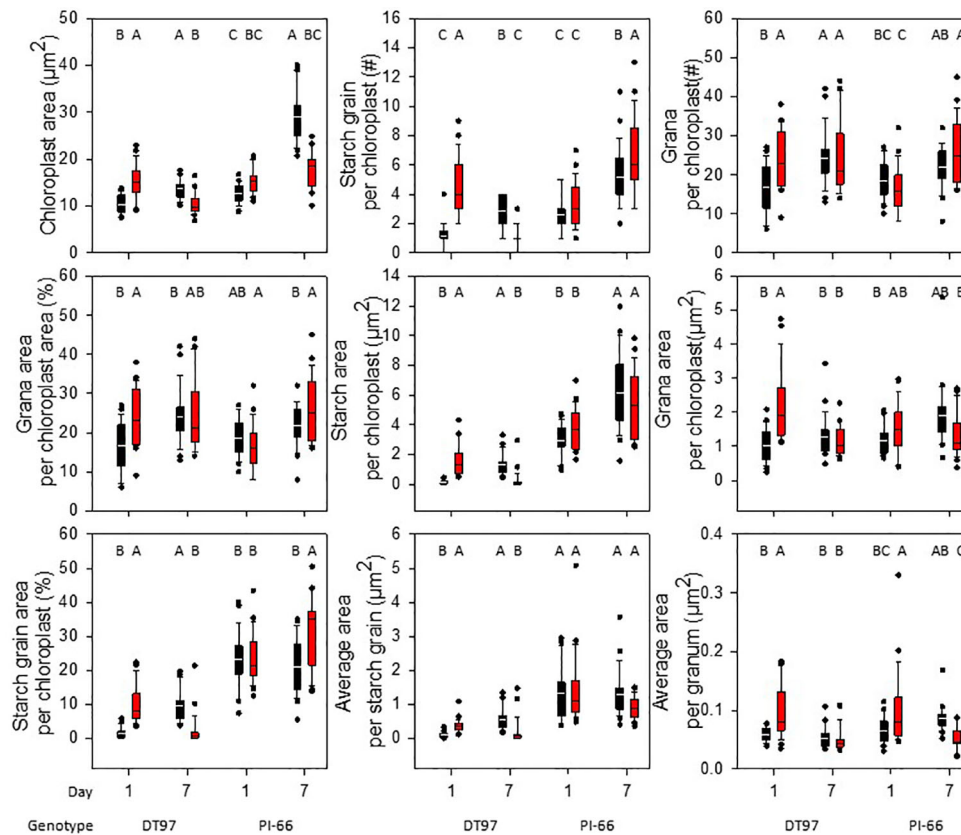 Chloroplast area (µm2)
50
40
30
20
10
0
B A A B C BC A BC
Starch grain
per chloroplast (#)
16
14
12
10
8
6
4
2
0
C A B C C C B A
Grana
per chloroplast(#)
60
50
40
30
20
10
0
B A A A BC C AB A
Grana area
per chloroplast area (%)
60
50
40
30
20
10
0
B A B AB AB A B A
Starch area
per chloroplast (µm2)
14
12
10
8
6
4
2
0
B A A B B B A A
Grana area
per chloroplast(µm2)
6
5
4
3
2
1
0
B A B B B AB AB B
Starch grain area
per chloroplast (%)
60
50
40
30
20
10
0
B A A B B B B A
Average area
per starch grain (µm2)
6
5
4
3
2
1
0
B A A B A A A A
Average area
per granum (µm2)
0.4
0.3
0.2
0.1
0.0
B A B B BC A AB C
Day 1 7 1 7 1 7 1 7 1 7 1 7
Genotype DT97 PI-66 DT97 PI-66 DT97 PI-66